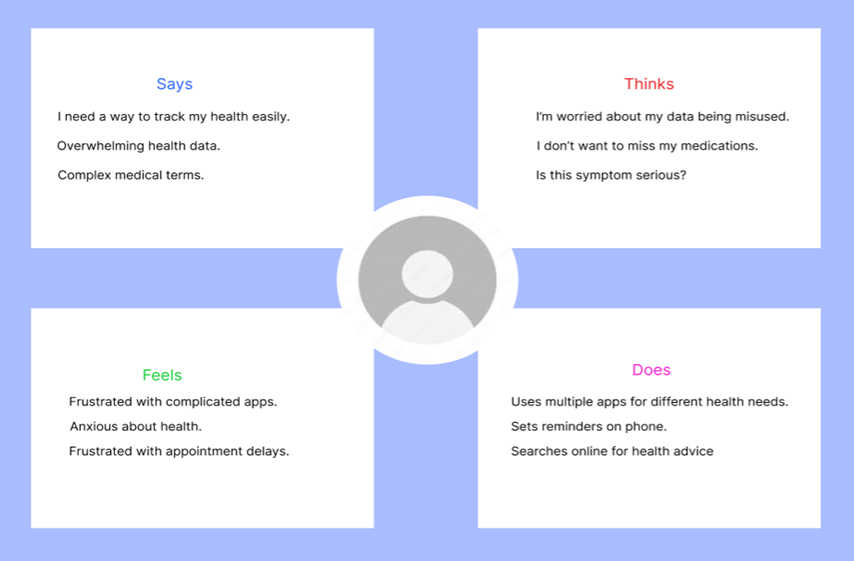 Says
I need a way to track my health easily.
Overwhelming health data.
Complex medical terms.
Thinks
I'm worried about my data being misused.
I don't want to miss my medications.
Is this symptom serious?
Feels
Frustrated with complicated apps.
Anxious about health.
Frustrated with appointment delays.
Does
Uses multiple apps for different health needs.
Sets reminders on phone.
Searches online for health advice